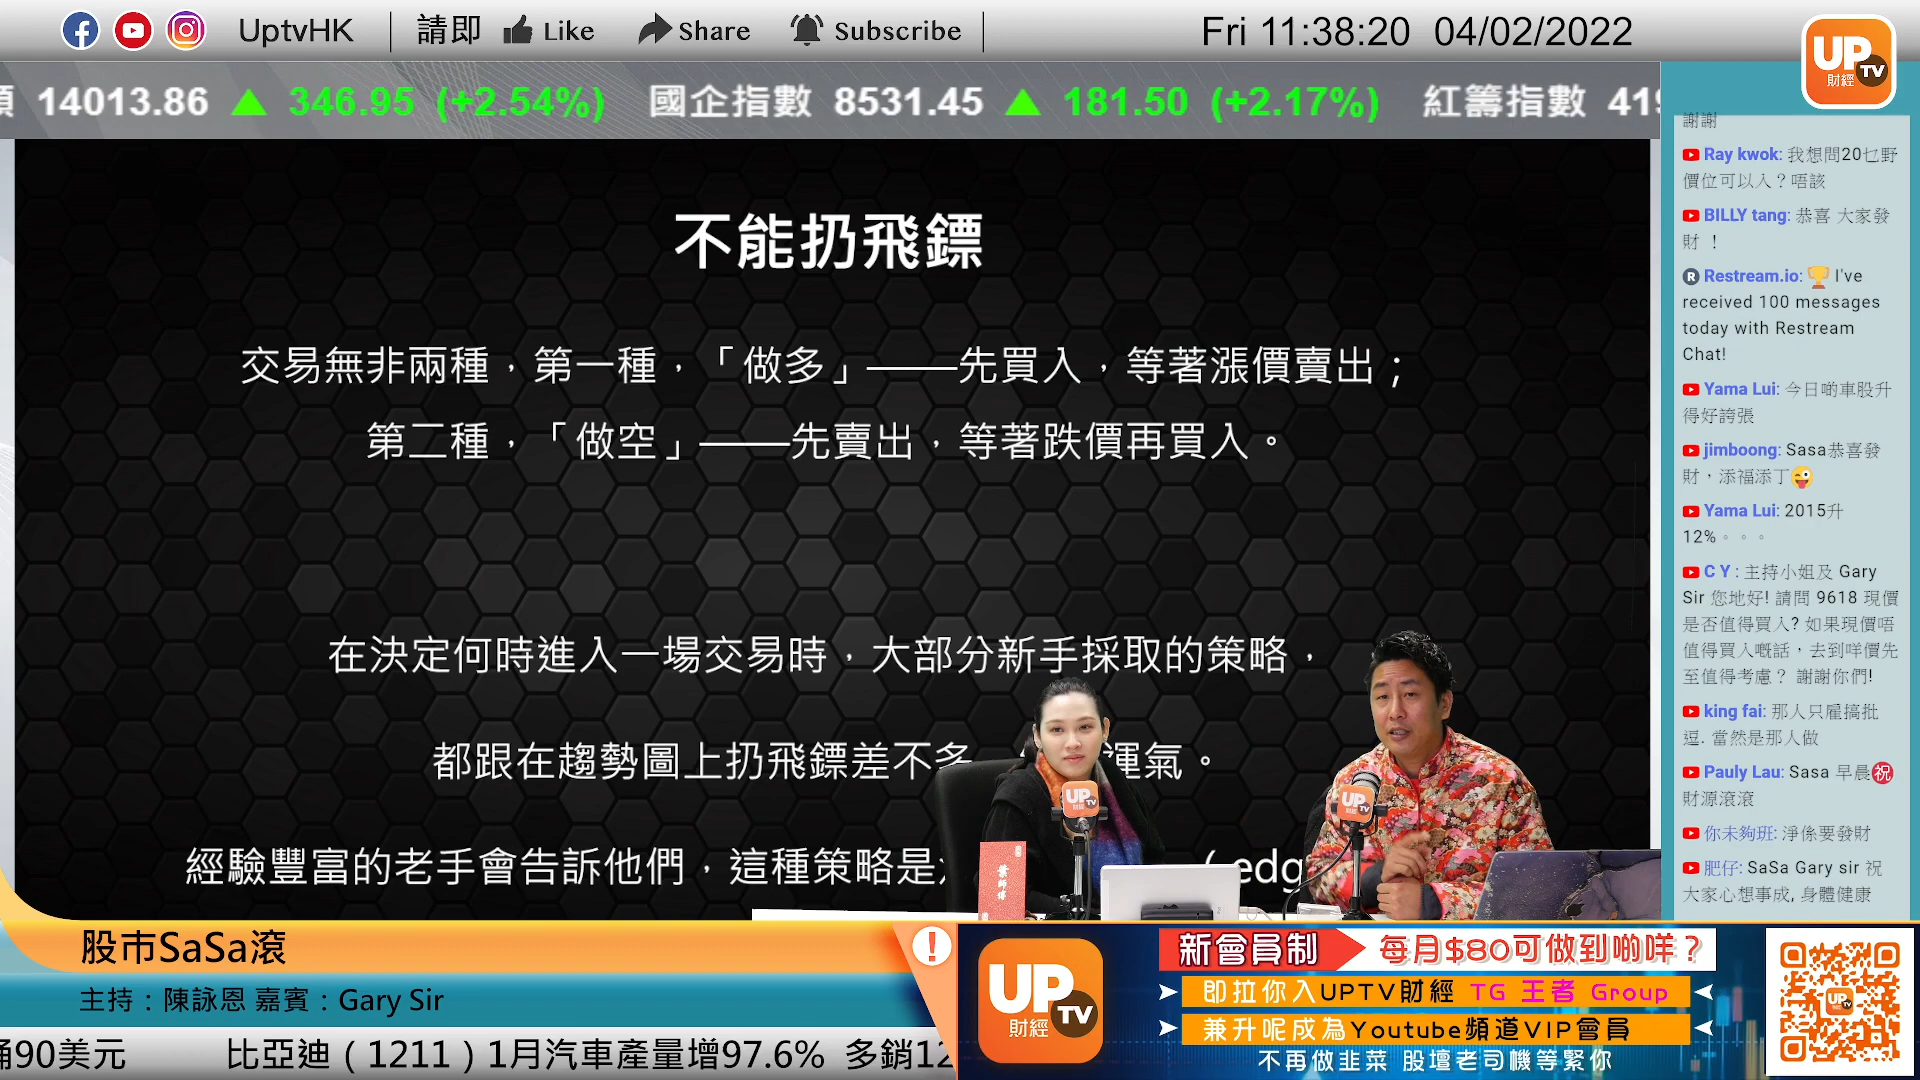 UptvHK
請即
Like
Share
Subscribe
Fri 11:38:20 04/02/2022
UP TV 財經
14013.86 ▲ 346.95 (+2.54%) 國企指數 8531.45 ▲ 181.50 (+2.17%) 紅籌指數
不能扔飛鏢
交易無非兩種，第一種，「做多」——先買入，等著漲價賣出；
第二種，「做空」——先賣出，等著跌價再買入。
在決定何時進入一場交易時，大部分新手採取的策略，
都跟在趨勢圖上扔飛鏢差不多 運氣。
經驗豐富的老手會告訴他們，這種策略是 （edg
謝謝
Ray kwok: 我想問20乜野
價位可以入？唔該
BILLY tang: 恭喜 大家發
財 ！
Restream.io: 🏆 I've
received 100 messages
today with Restream
Chat!
Yama Lui: 今日啲車股升
得好誇張
jimboong: Sasa恭喜發
財，添福添丁😜
Yama Lui: 2015升
12%。。。
C Y : 主持小姐及 Gary
Sir 您地好! 請問 9618 現價
是否值得買入? 如果現價唔
值得買入嘅話，去到咩價先
至值得考慮？ 謝謝你們!
king fai: 那人只雇搞批
逗. 當然是那人做
Pauly Lau: Sasa 早晨㊗
財源滾滾
你未夠班: 淨係要發財
肥仔: SaSa Gary sir 祝
大家心想事成, 身體健康
UP TV
UP TV
葉師傅
股市SaSa滾
主持：陳詠恩 嘉賓：Gary Sir
90美元 比亞迪（1211）1月汽車產量增97.6% 多銷12
!
UP TV 財經
新會員制 每月$80可做到啲咩？
即拉你入UPTV財經 TG 王者 Group
兼升呢成為Youtube頻道VIP會員
不再做韭菜 股壇老司機等緊你
UP TV